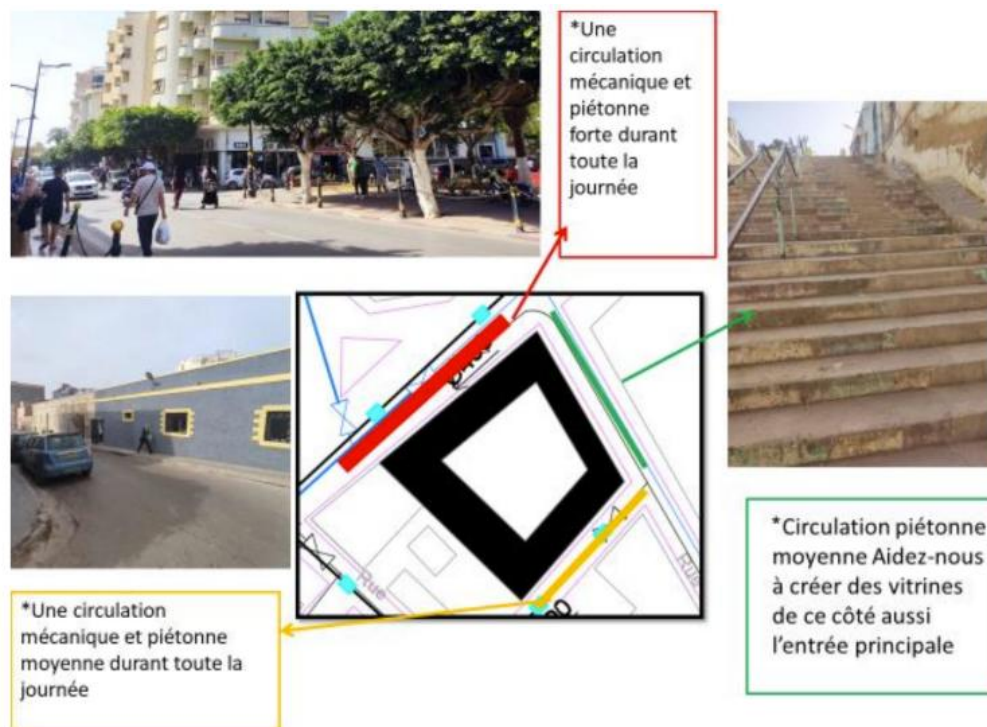 *Une
circulation
mécanique et
piétonne
forte durant
toute la
journée
Rue
Rue
*Circulation piétonne
moyenne Aidez-nous
à créer des vitrines
de ce côté aussi
l'entrée principale
*Une circulation
mécanique et piétonne
moyenne durant toute la
journée